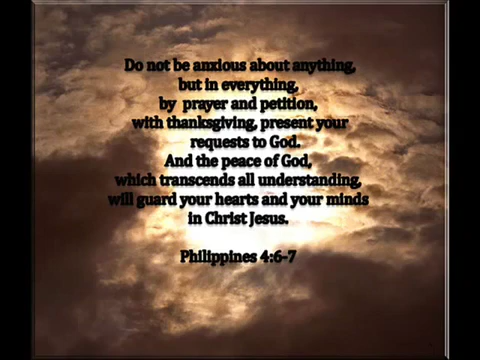 Do not be anxious about anything,
but in everything,
by prayer and petition,
with thanksgiving, present your
requests to God.
And the peace of God,
which transcends all understanding,
will guard your hearts and your minds
in Christ Jesus.
Philippines 4:6-7